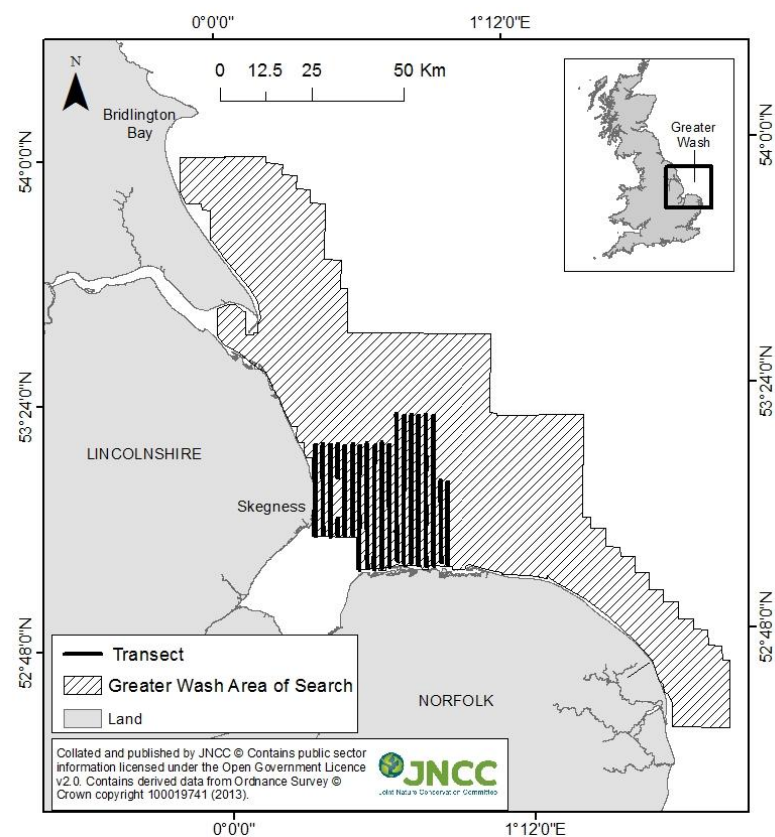 0°0'0"
1°12'0"
N
0 12.5 25 50 Km
Bridlington
Bay
Greater
Wash
54°0'0"N
54°0'0"N
53°24'0"N
53°24'0"N
LINCOLNSHIRE
Skegness
52°48'0"N
52°48'0"N
Transect
Greater Wash Area of Search
Land
NORFOLK
Collated and published by JNCC © Contains public sector
information licensed under the Open Government Licence
v2.0. Contains derived data from Ordnance Survey ©
Crown copyright 100019741 (2013).
JNCC
Joint Nature Conservation Committee
0°0'0"
1°12'0"